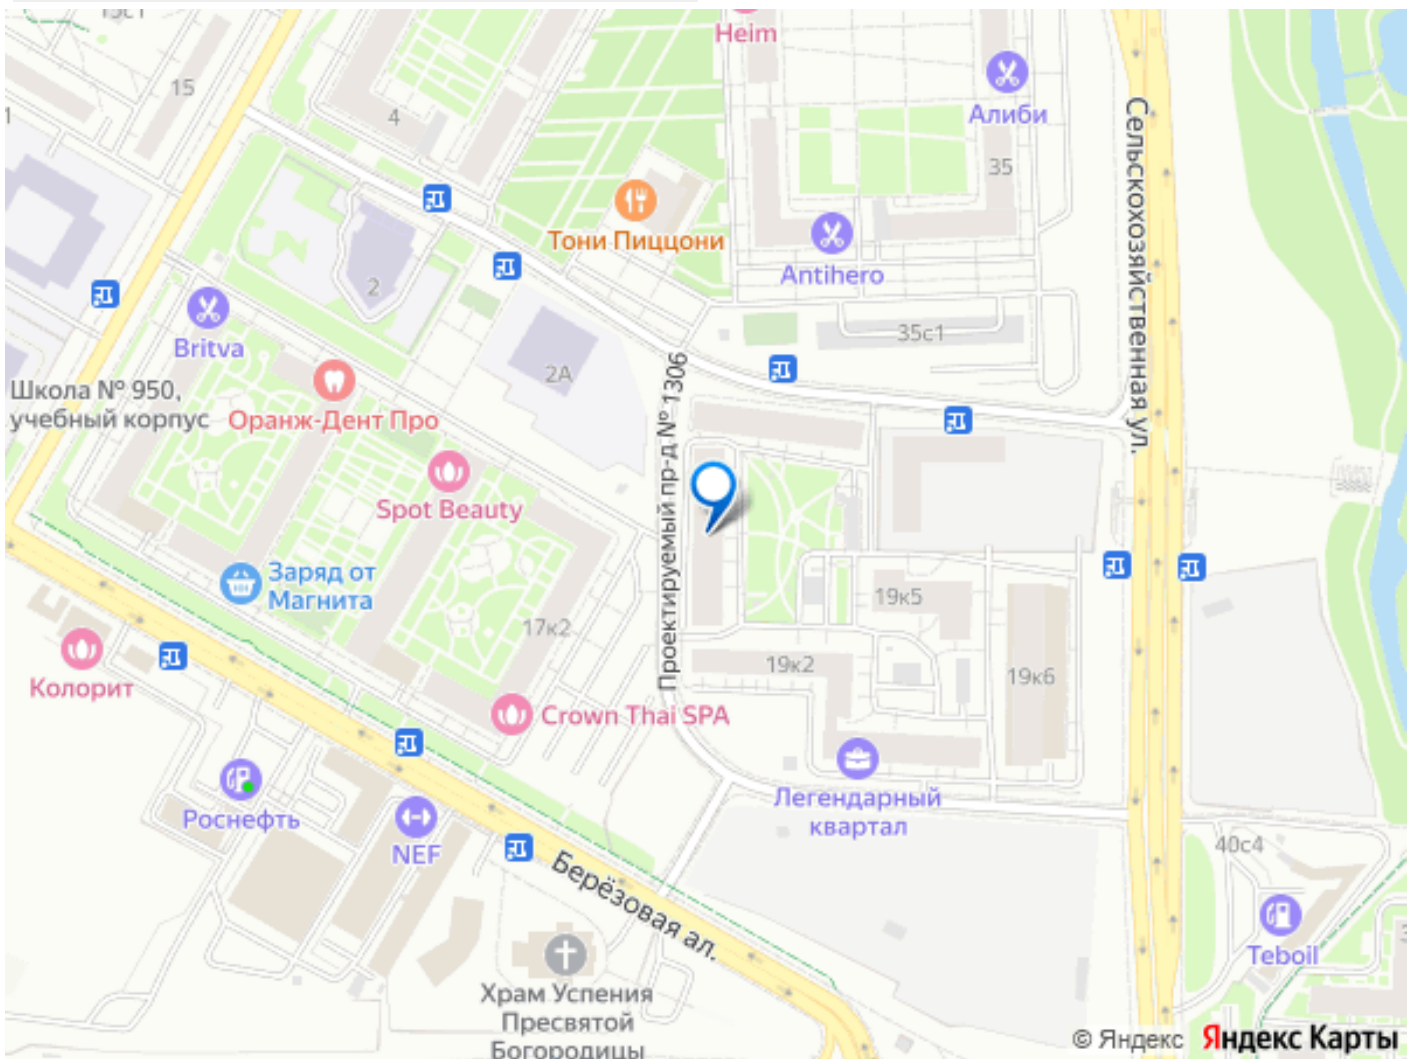 15с1
Heim
15
4
Алиби
35
Сельскохозяйственная ул.
Тони Пиццони
Antihero
2
35с1
Britva
2А
Школа № 950,
учебный корпус
Оранж-Дент Про
Проектируемый пр-д № 1306
Spot Beauty
Заряд от
Магнита
17к2
19к5
19к2
19к6
Колорит
Crown Thai SPA
Роснефть
NEF
Легендарный
квартал
40с4
Берёзовая ал.
Teboil
Храм Успения
Пресвятой
Богородицы
© Яндекс Яндекс Карты